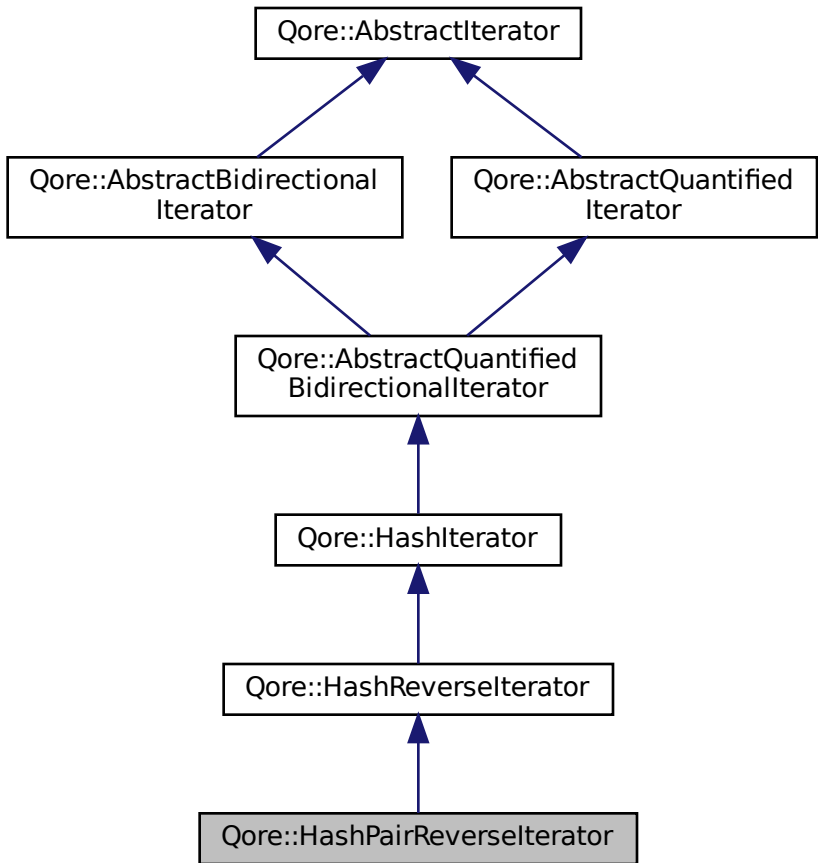 Qore::AbstractIterator
Qore::AbstractBidirectional
Iterator
Qore::AbstractQuantified
Iterator
Qore::AbstractQuantified
BidirectionalIterator
Qore::HashIterator
Qore::HashReverseIterator
Qore::HashPairReverseIterator